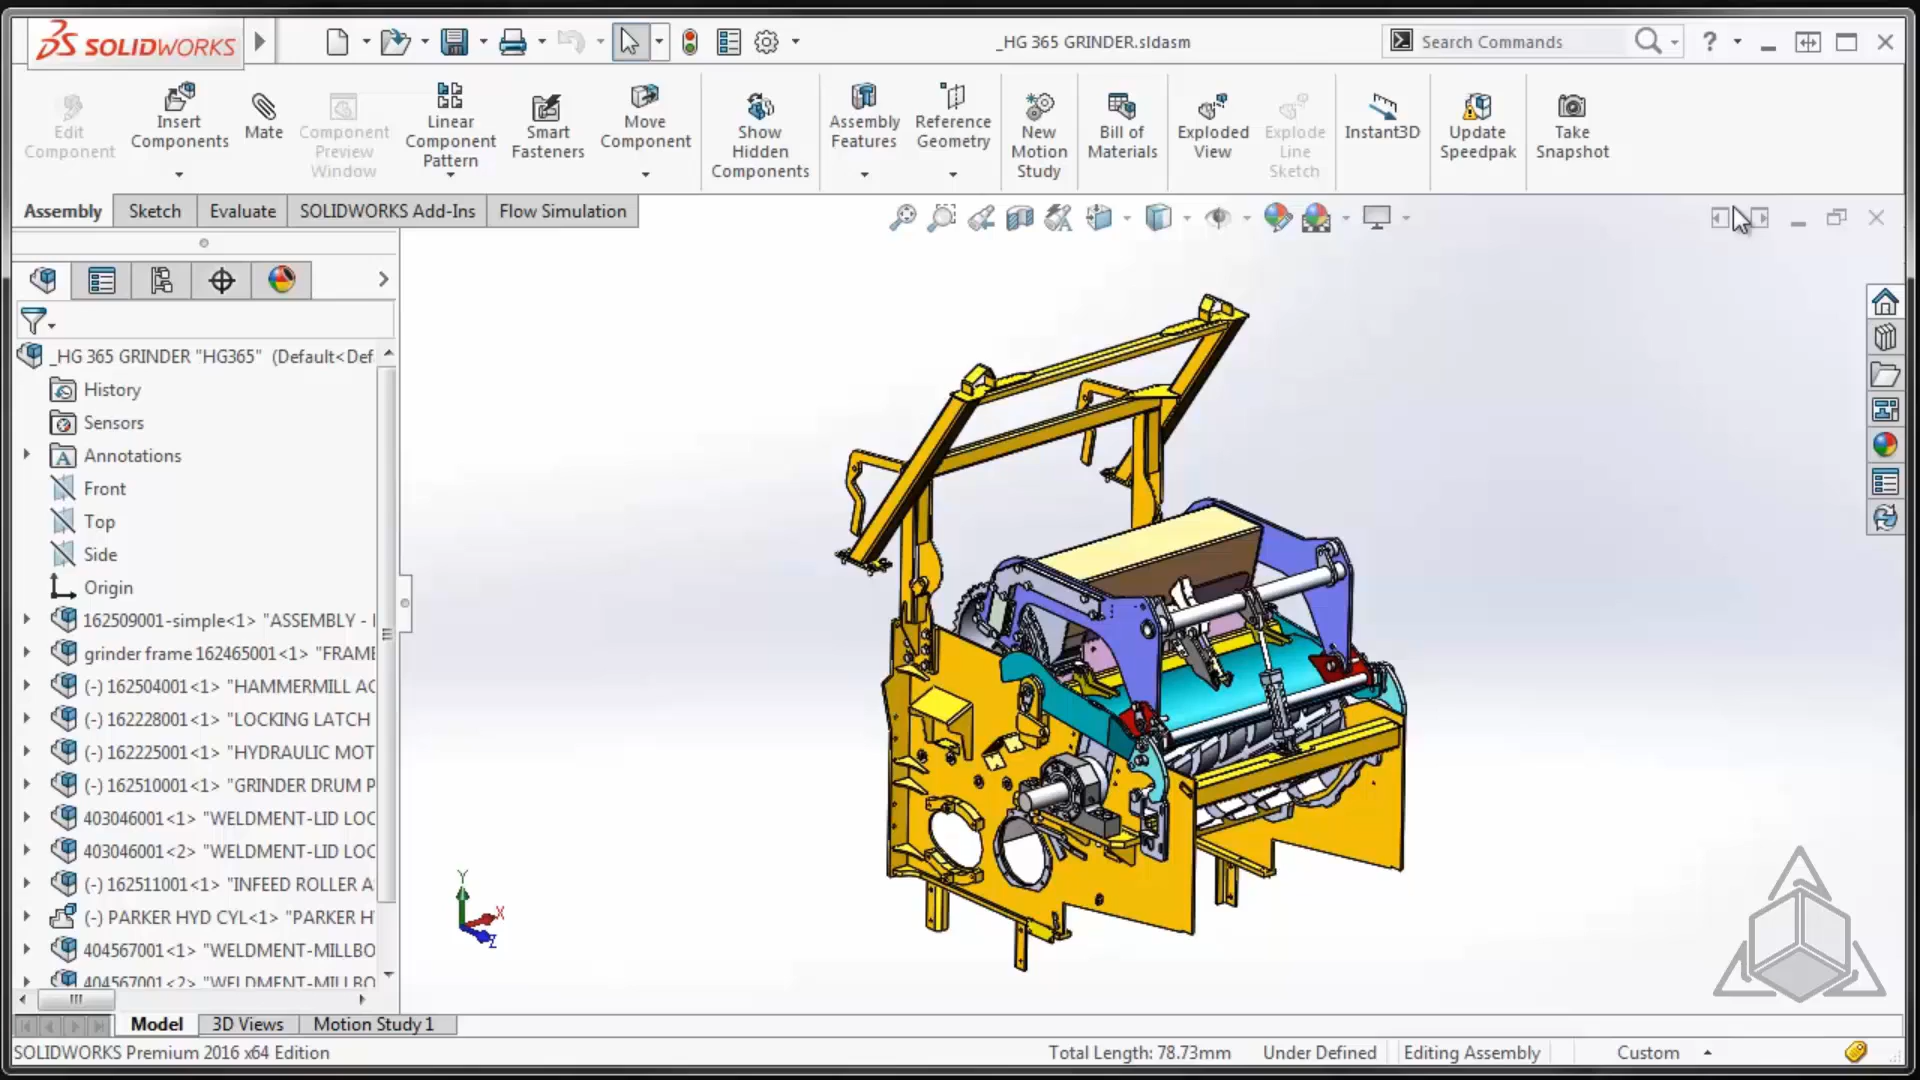 SOLIDWORKS
_HG 365 GRINDER.sldasm
Search Commands
?
Edit Component
Insert Components
Mate
Component Preview Window
Linear Component Pattern
Smart Fasteners
Move Component
Show Hidden Components
Assembly Features
Reference Geometry
New Motion Study
Bill of Materials
Exploded View
Explode Line Sketch
Instant3D
Update Speedpak
Take Snapshot
Assembly
Sketch
Evaluate
SOLIDWORKS Add-Ins
Flow Simulation
_HG 365 GRINDER "HG365" (Default<Def
History
Sensors
Annotations
Front
Top
Side
Origin
162509001-simple<1> "ASSEMBLY - 
grinder frame 162465001<1> "FRAME
(-) 162504001<1> "HAMMERMILL AC
(-) 162228001<1> "LOCKING LATCH
(-) 162225001<1> "HYDRAULIC MOT
(-) 162510001<1> "GRINDER DRUM P
403046001<1> "WELDMENT-LID LOC
403046001<2> "WELDMENT-LID LOC
(-) 162511001<1> "INFEED ROLLER A
(-) PARKER HYD CYL<1> "PARKER H
404567001<1> "WELDMENT-MILLBO
404567001<2> "WELDMENT-MILLBO
Y
X
Z
Model
3D Views
Motion Study 1
SOLIDWORKS Premium 2016 x64 Edition
Total Length: 78.73mm
Under Defined
Editing Assembly
Custom